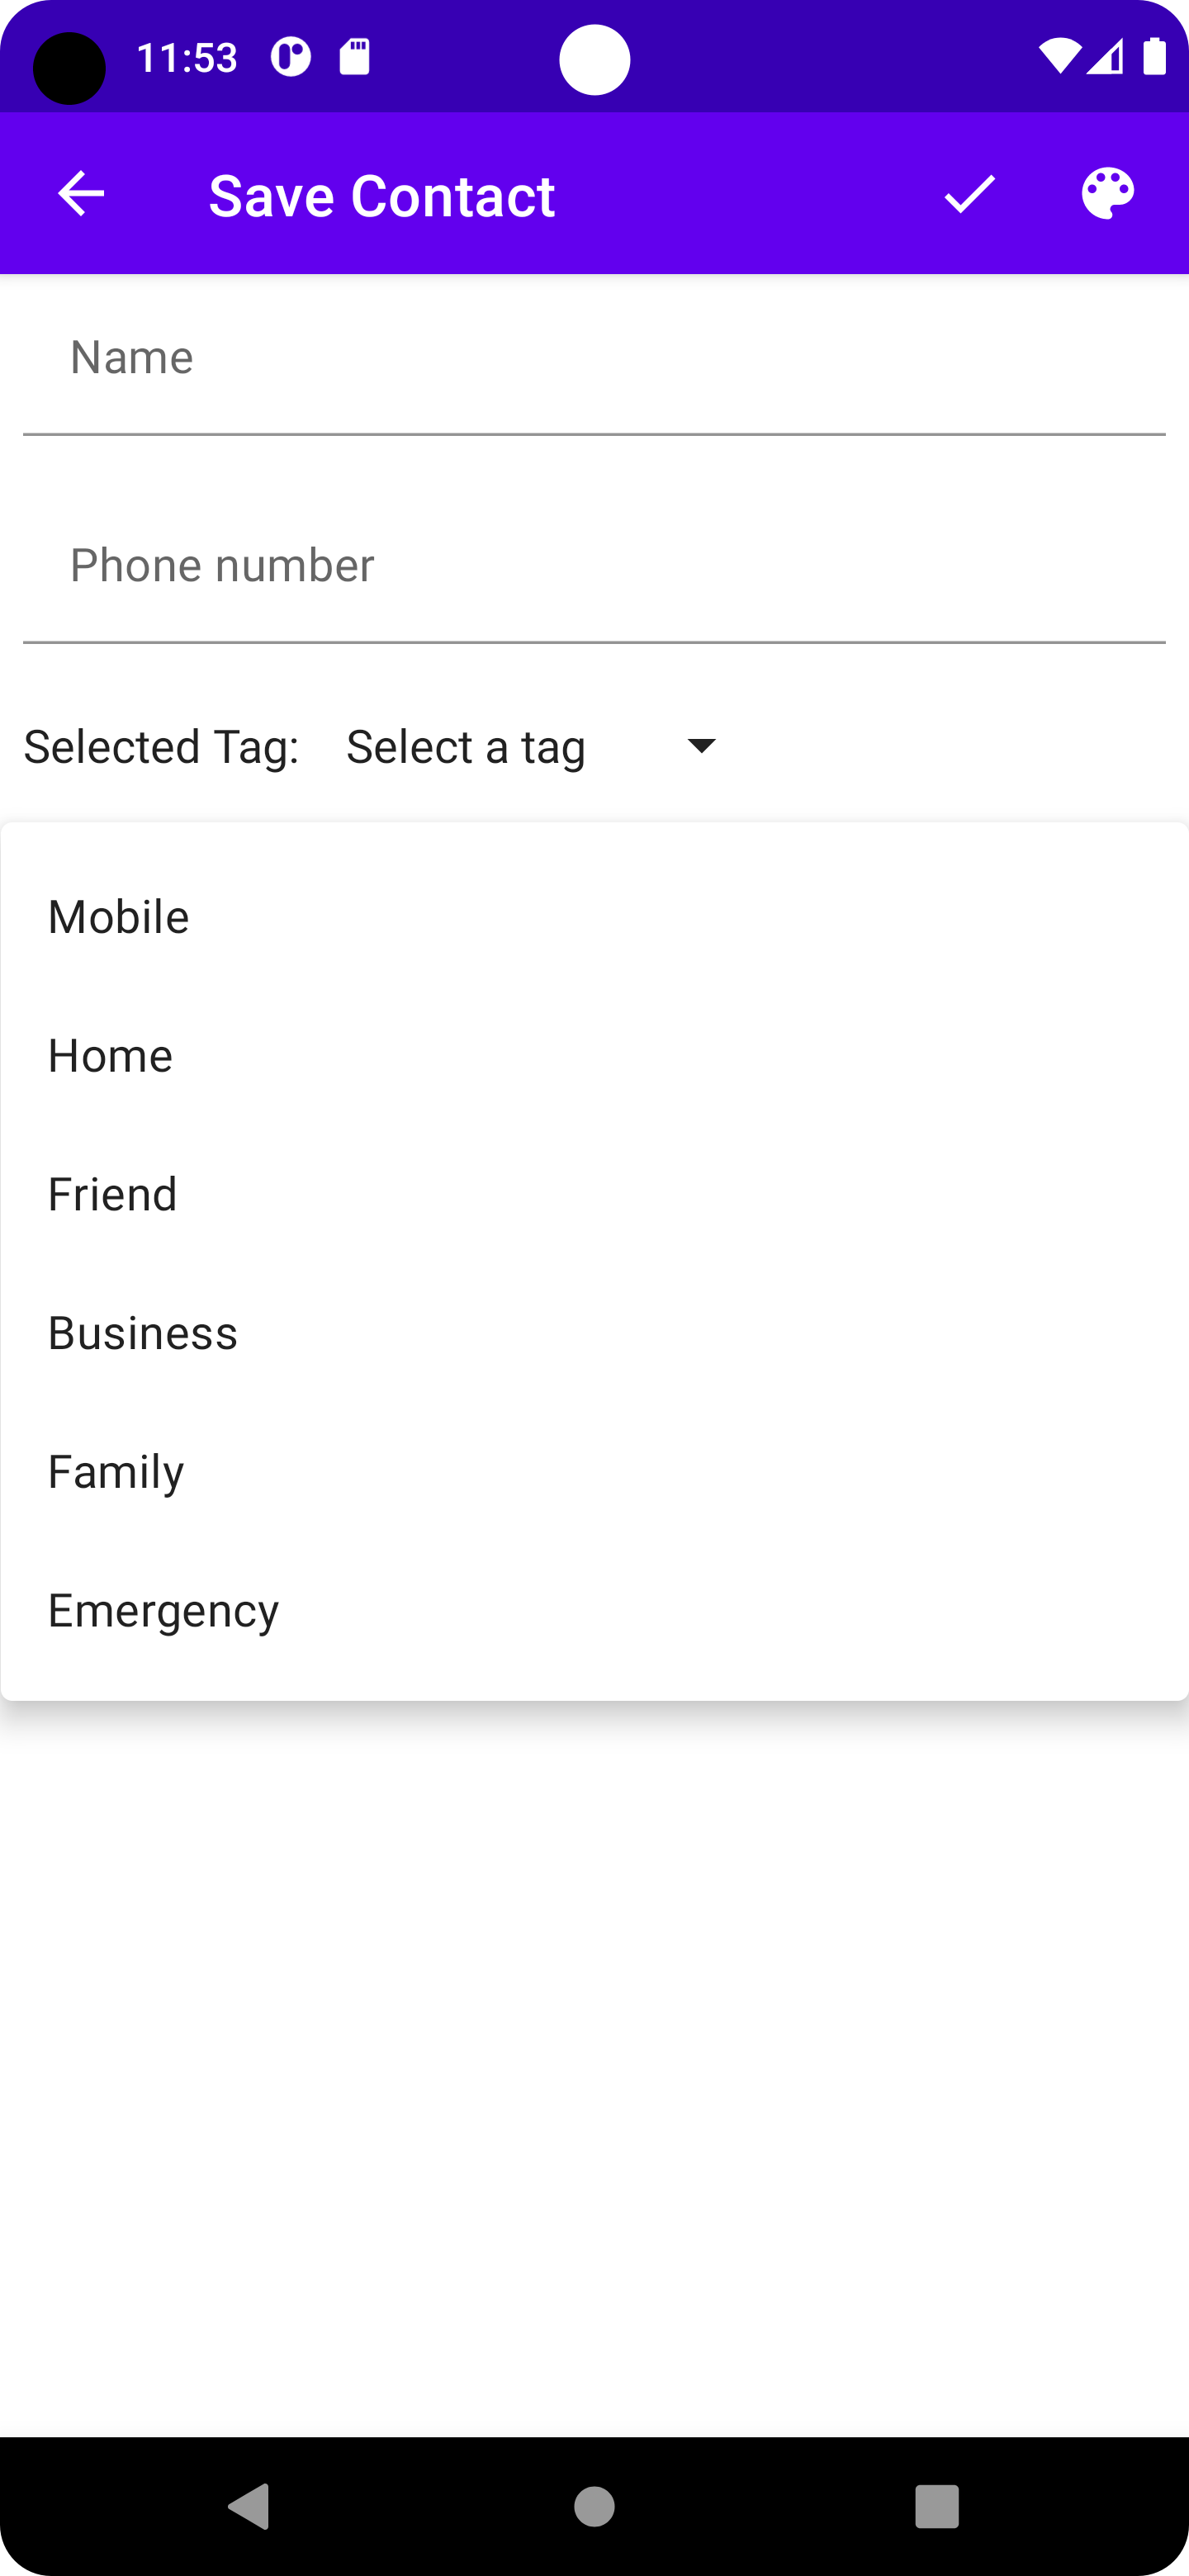 11:53
Save Contact
Name
Phone number
Selected Tag: Select a tag
Mobile
Home
Friend
Business
Family
Emergency